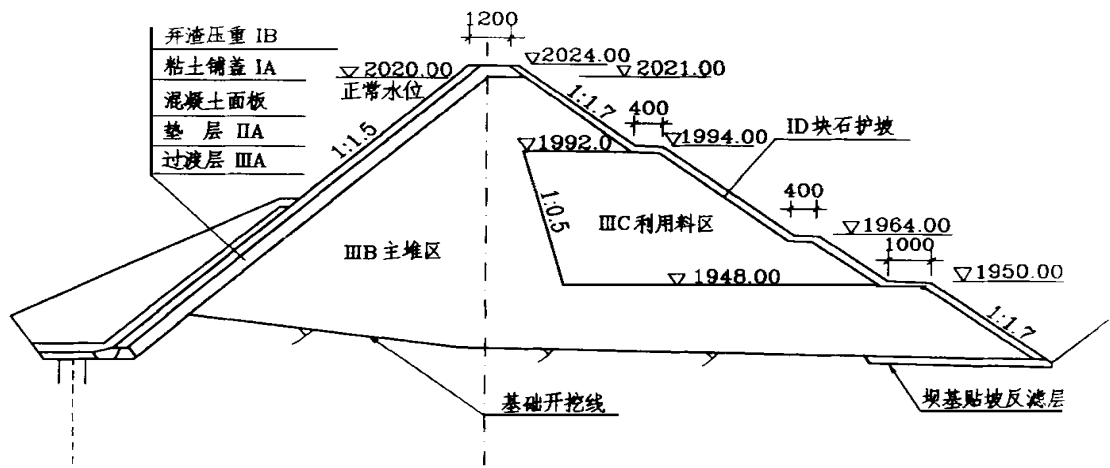 1200
弃渣压重 IB
粘土铺盖 IA
混凝土面板
垫 层 IIA
过渡层 IIIA
▽2020.00
正常水位
▽2024.00
▽2021.00
1:1.5
1:1.7
400
▽1992.0
▽1994.00
ID块石护坡
1:0.5
IIIC利用料区
400
▽1964.00
IIIB主堆区
1000
▽1948.00
▽1950.00
1:1.7
基础开挖线
坝基贴坡反滤层